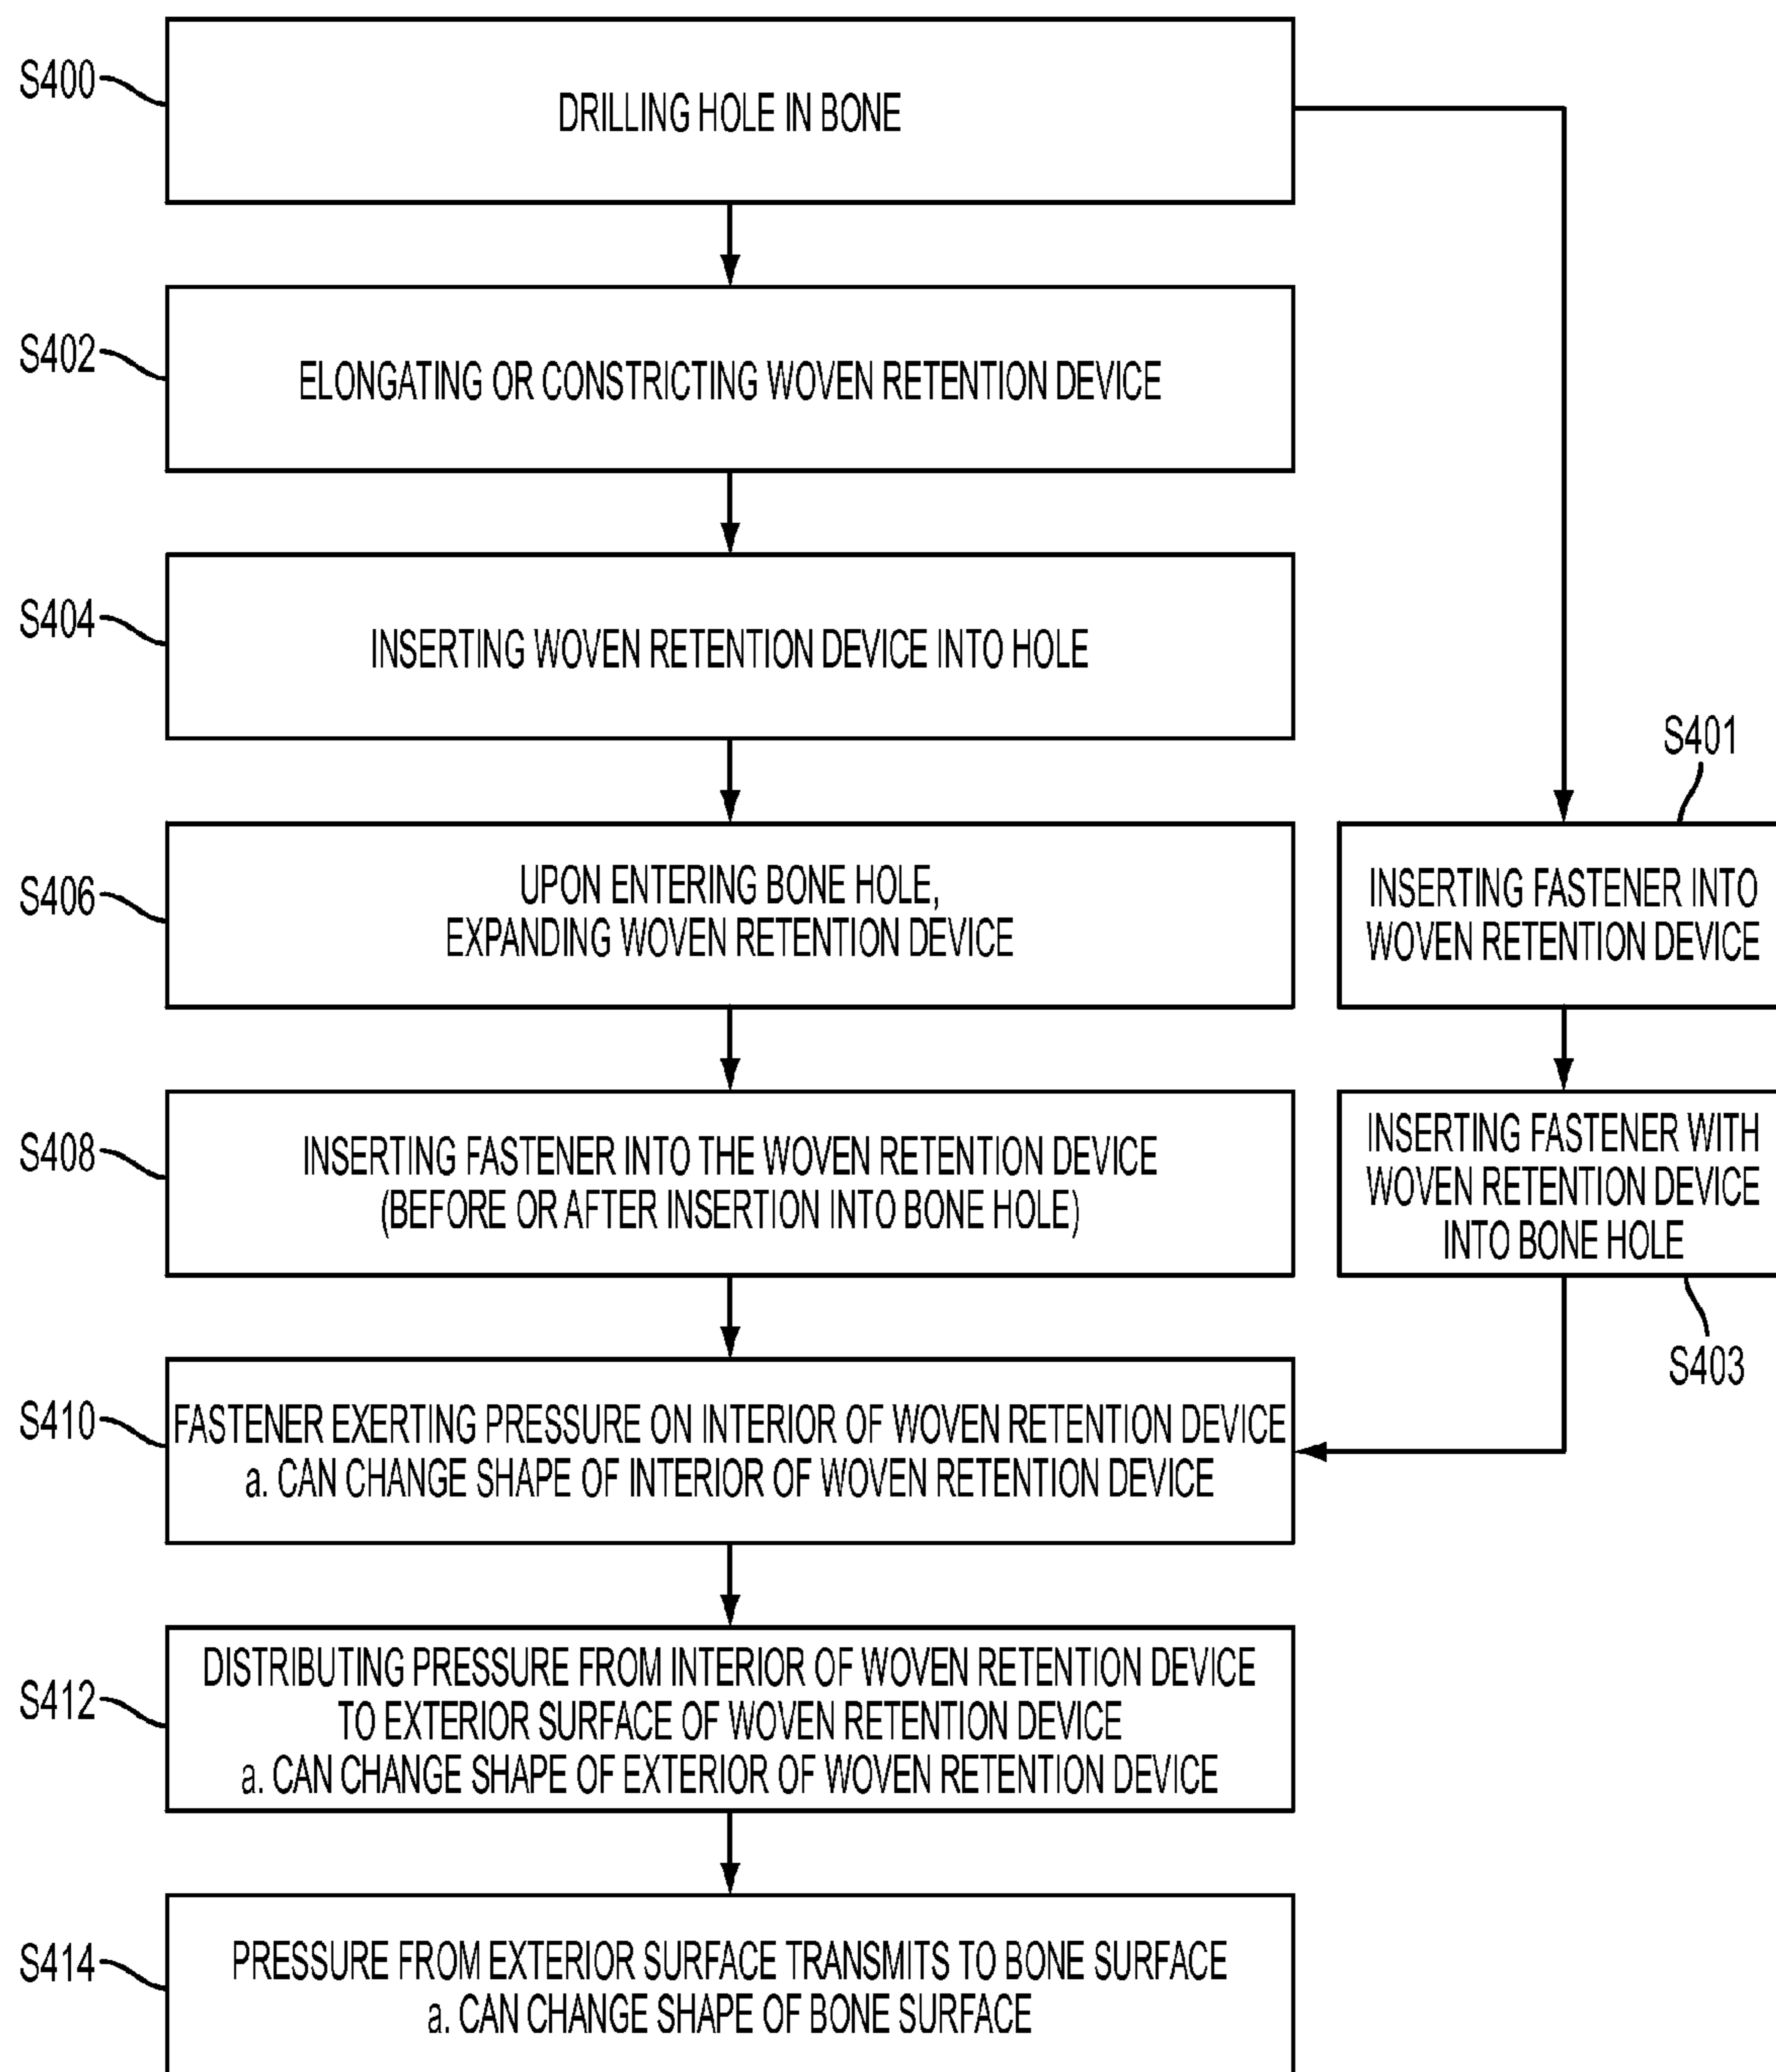 S400
DRILLING HOLE IN BONE
S402
ELONGATING OR CONSTRICTING WOVEN RETENTION DEVICE
S404
INSERTING WOVEN RETENTION DEVICE INTO HOLE
S401
S406
UPON ENTERING BONE HOLE,
EXPANDING WOVEN RETENTION DEVICE
INSERTING FASTENER INTO
WOVEN RETENTION DEVICE
S408
INSERTING FASTENER INTO THE WOVEN RETENTION DEVICE
(BEFORE OR AFTER INSERTION INTO BONE HOLE)
INSERTING FASTENER WITH
WOVEN RETENTION DEVICE
INTO BONE HOLE
S403
S410
FASTENER EXERTING PRESSURE ON INTERIOR OF WOVEN RETENTION DEVICE
a. CAN CHANGE SHAPE OF INTERIOR OF WOVEN RETENTION DEVICE
S412
DISTRIBUTING PRESSURE FROM INTERIOR OF WOVEN RETENTION DEVICE
TO EXTERIOR SURFACE OF WOVEN RETENTION DEVICE
a. CAN CHANGE SHAPE OF EXTERIOR OF WOVEN RETENTION DEVICE
S414
PRESSURE FROM EXTERIOR SURFACE TRANSMITS TO BONE SURFACE
a. CAN CHANGE SHAPE OF BONE SURFACE